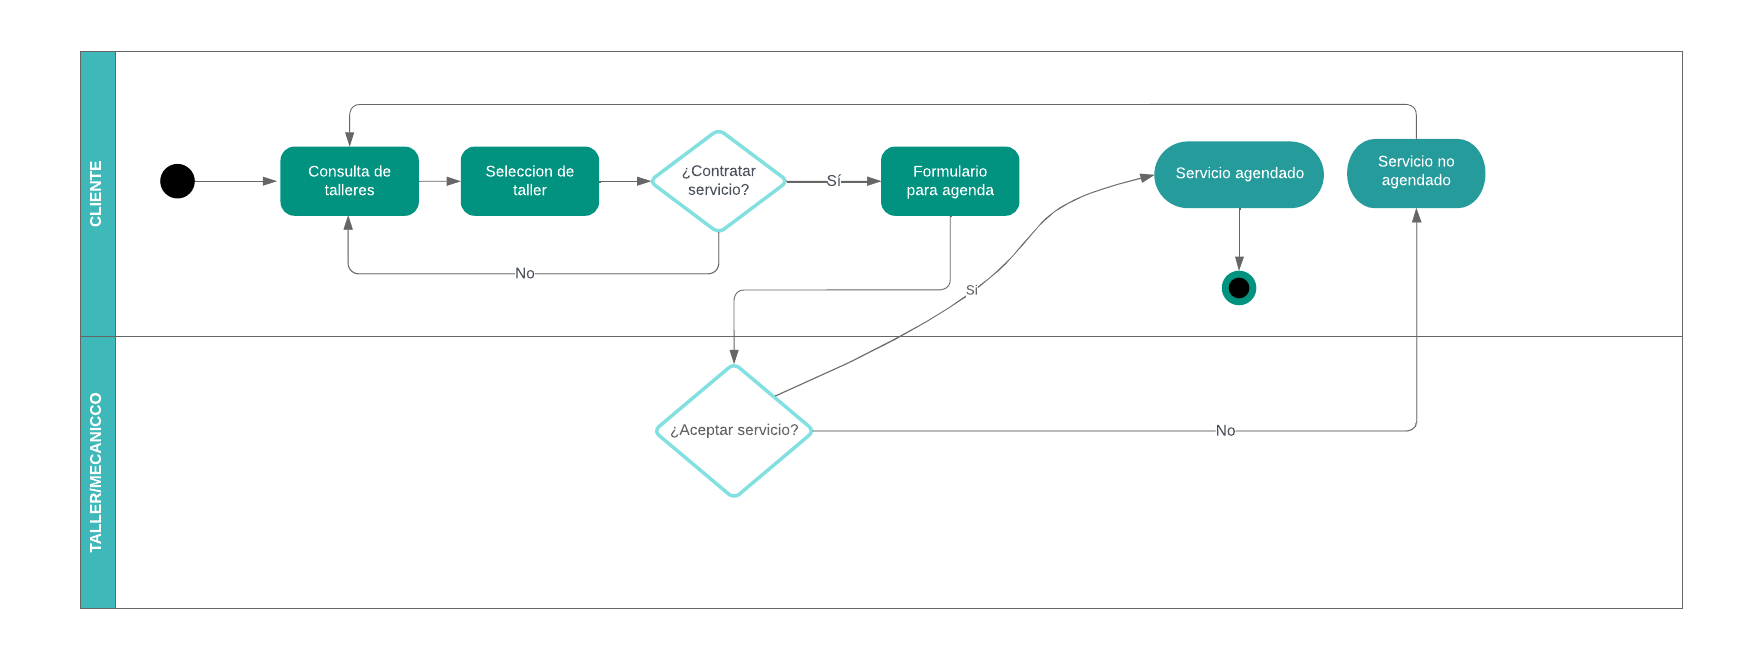 CLIENTE
Consulta de
talleres
Seleccion de
taller
¿Contratar
servicio?
Sí
Formulario
para agenda
Servicio agendado
Servicio no
agendado
No
Si
TALLER/MECANICCO
¿Aceptar servicio?
No